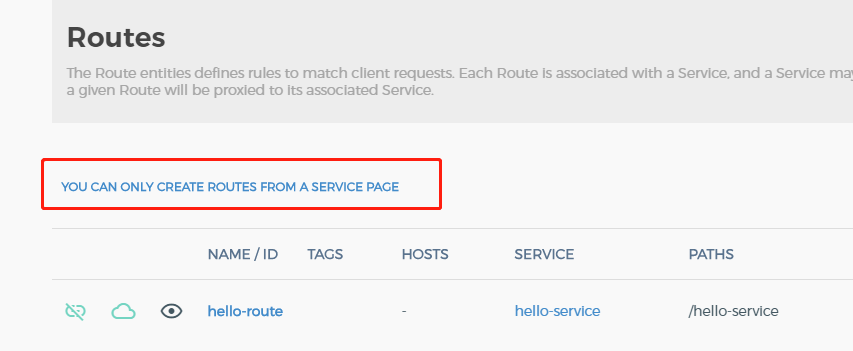 Routes
The Route entities defines rules to match client requests. Each Route is associated with a Service, and a Service may
a given Route will be proxied to its associated Service.
YOU CAN ONLY CREATE ROUTES FROM A SERVICE PAGE
NAME / ID TAGS HOSTS SERVICE PATHS
hello-route - hello-service /hello-service